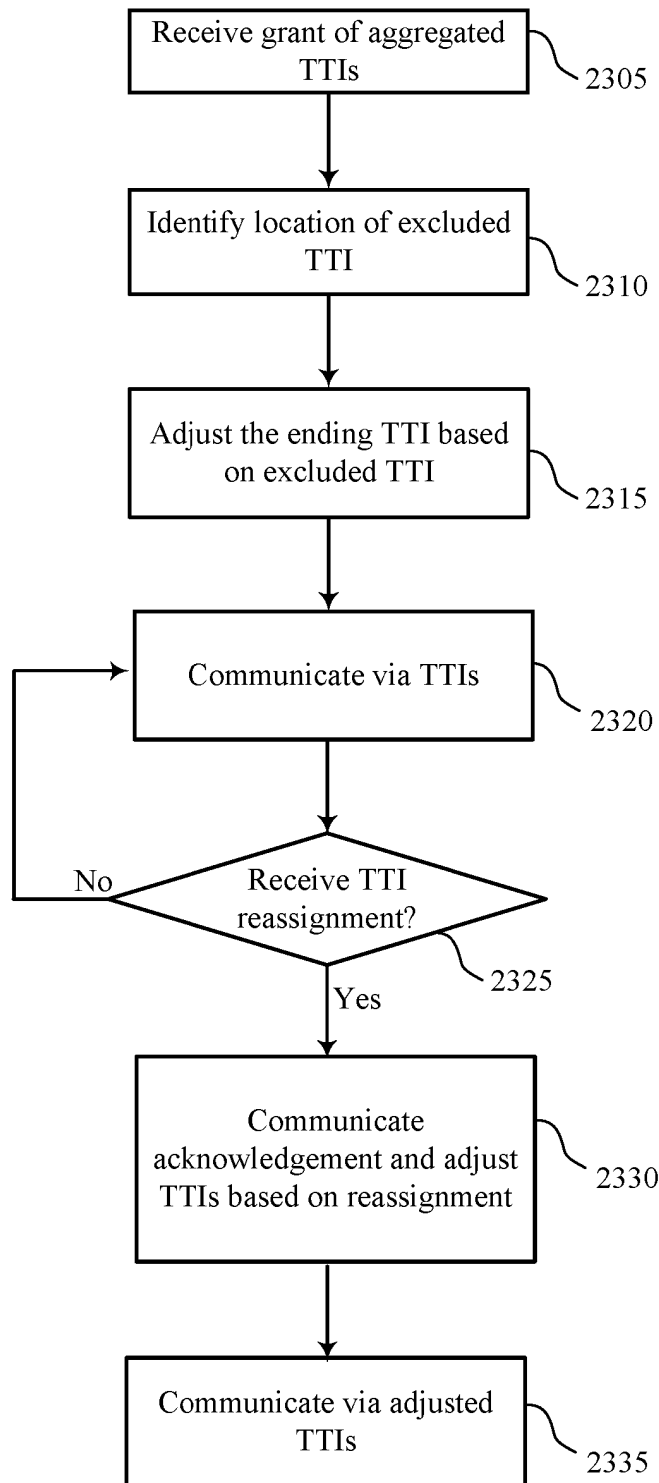 Receive grant of aggregated
TTIs
2305
Identify location of excluded
TTI
2310
Adjust the ending TTI based
on excluded TTI
2315
Communicate via TTIs
2320
No
Receive TTI
reassignment?
2325
Yes
Communicate
acknowledgement and adjust
TTIs based on reassignment
2330
Communicate via adjusted
TTIs
2335